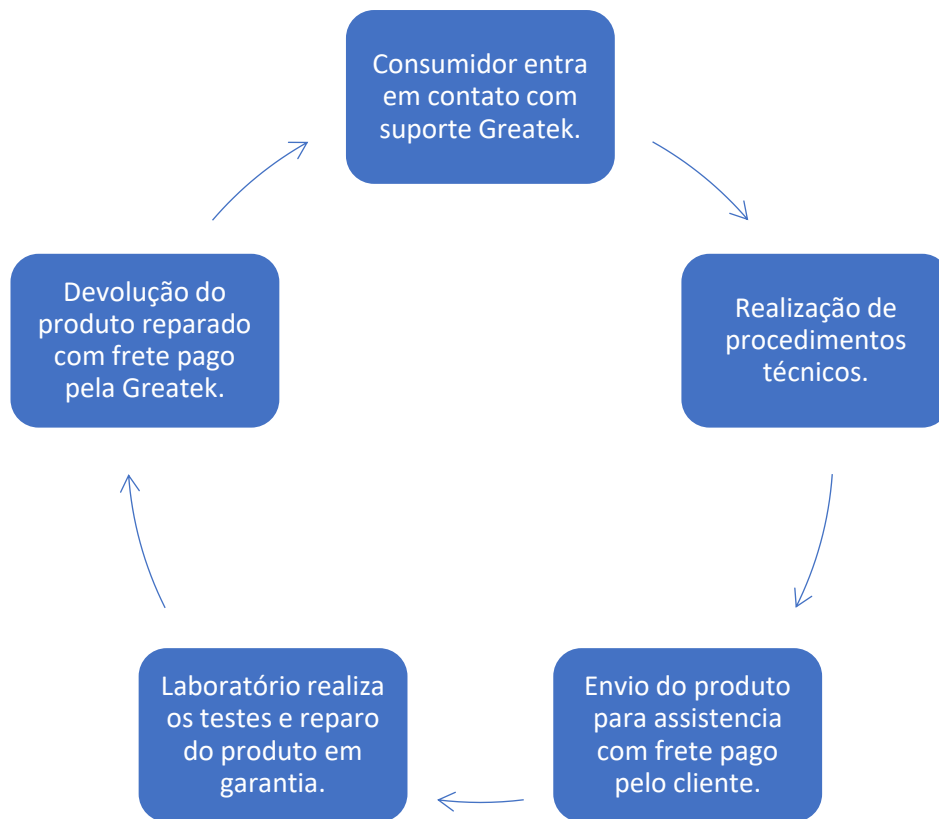 Consumidor entra
em contato com
suporte Greatek.
Realização de
procedimentos
técnicos.
Envio do produto
para assistencia
com frete pago
pelo cliente.
Laboratório realiza
os testes e reparo
do produto em
garantia.
Devolução do
produto reparado
com frete pago
pela Greatek.